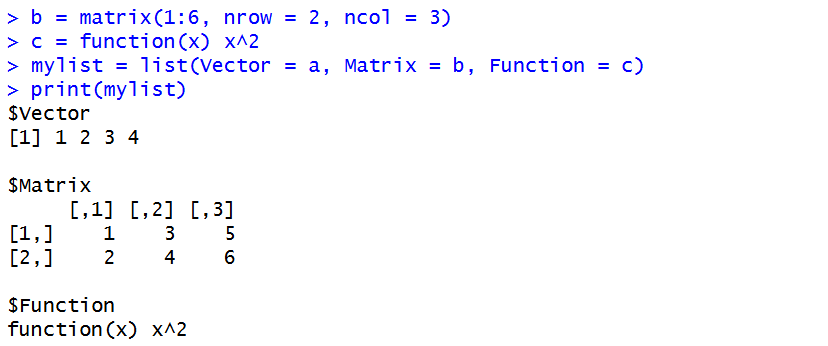 > b = matrix(1:6, nrow = 2, ncol = 3)
> c = function(x) x^2
> mylist = list(Vector = a, Matrix = b, Function = c)
> print(mylist)
$Vector
[1] 1 2 3 4

$Matrix
     [,1] [,2] [,3]
[1,]    1    3    5
[2,]    2    4    6

$Function
function(x) x^2